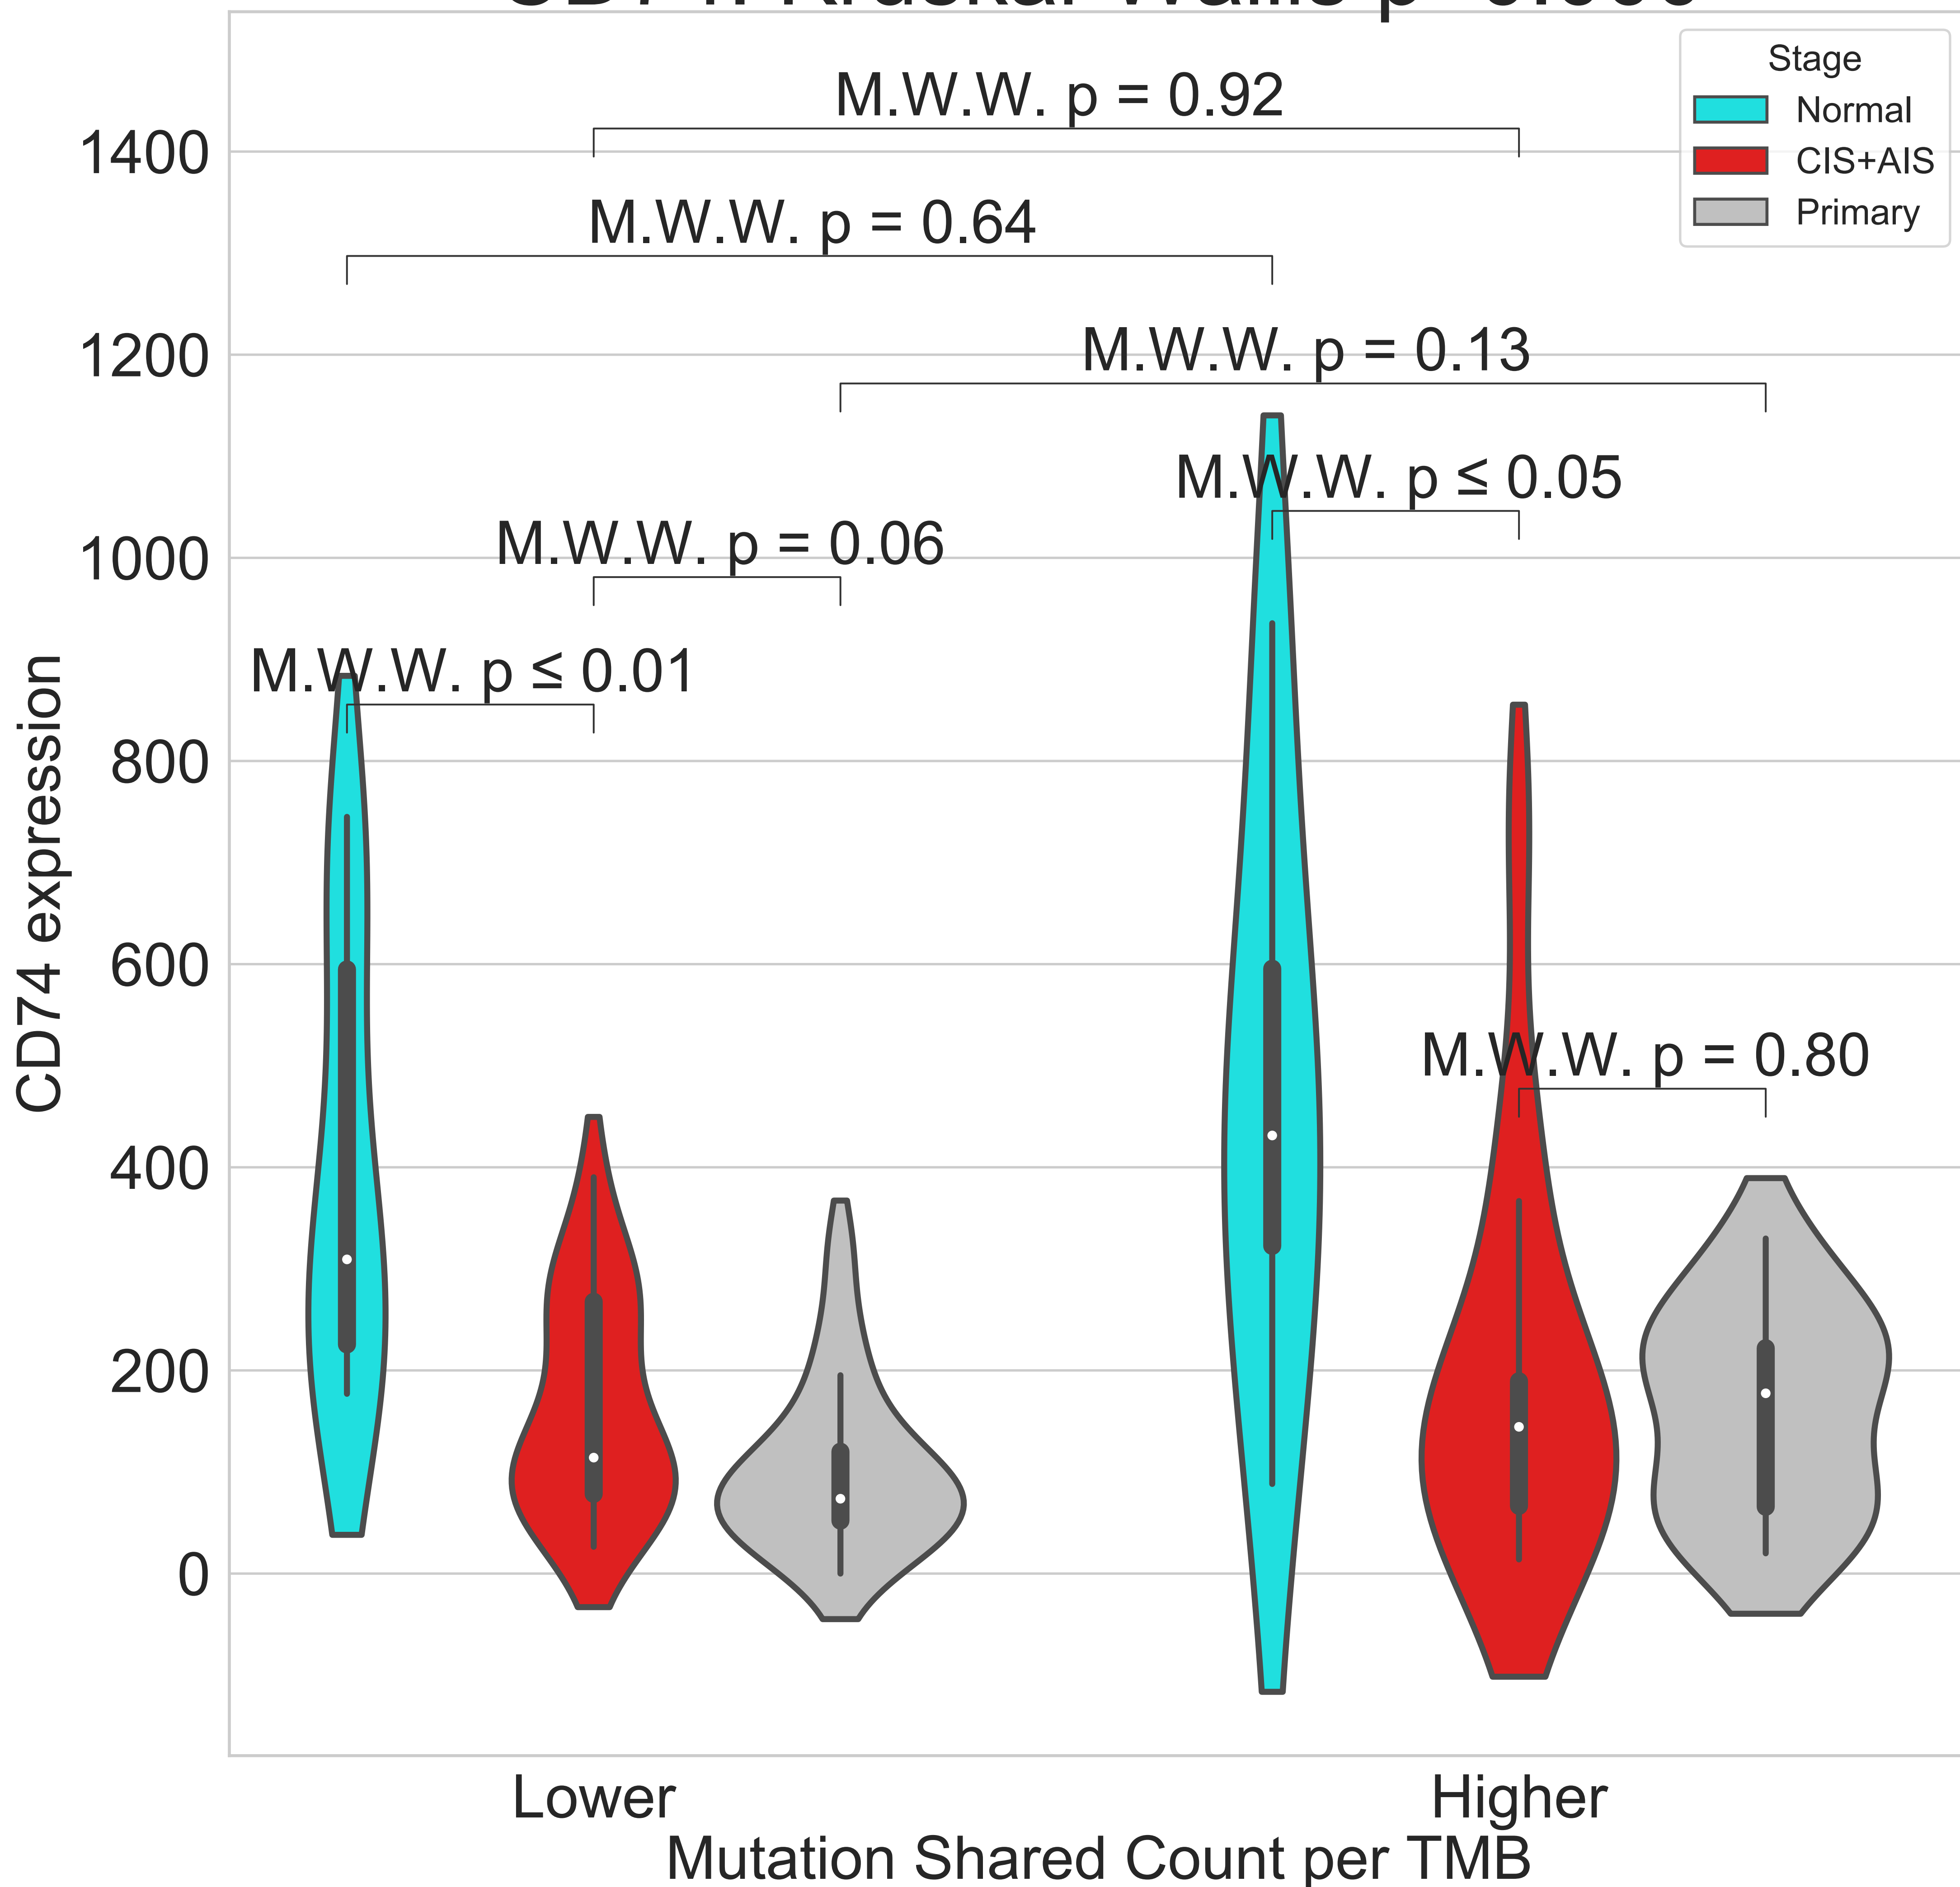 Stage
Normal
CIS+AIS
Primary
M.W.W. p = 0.92
M.W.W. p = 0.64
M.W.W. p = 0.13
M.W.W. p ≤ 0.05
M.W.W. p = 0.06
M.W.W. p ≤ 0.01
M.W.W. p = 0.80
1400
1200
1000
800
600
400
200
0
CD74 expression
Lower
Higher
Mutation Shared Count per TMB